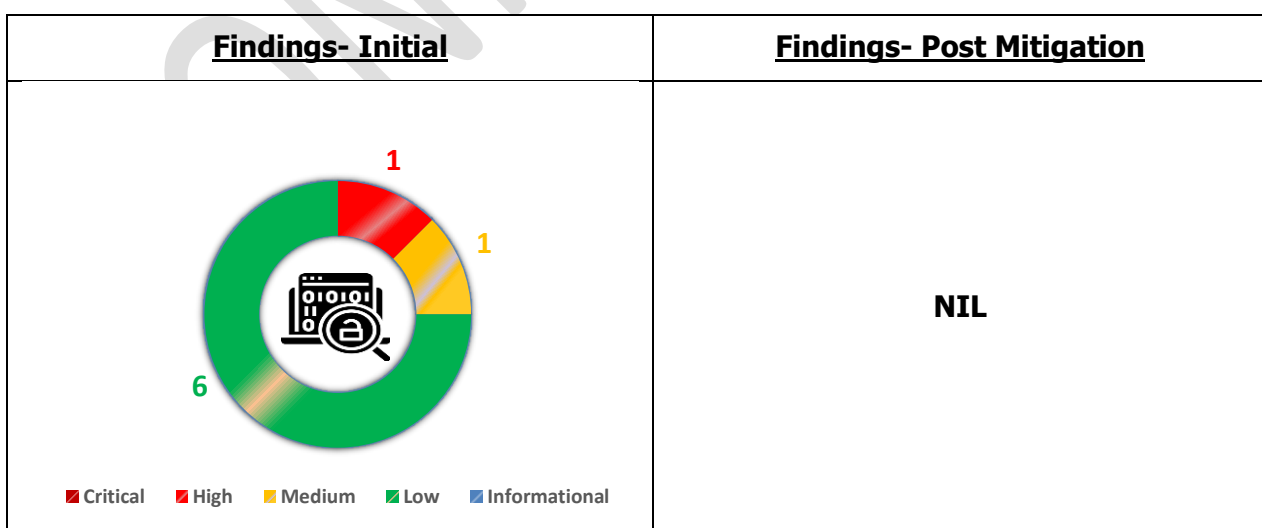 Findings- Initial
Findings- Post Mitigation
1
1
6
NIL
Critical High Medium Low Informational